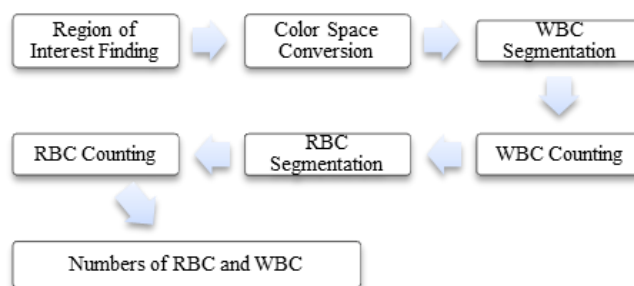 Region of
Interest Finding
Color Space
Conversion
WBC
Segmentation
WBC Counting
RBC
Segmentation
RBC Counting
Numbers of RBC and WBC